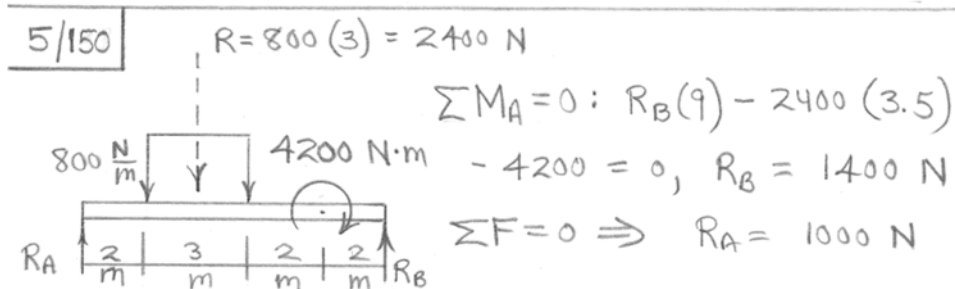 5/150
R = 800 (3) = 2400 N
ΣM_A = 0 : R_B(9) - 2400 (3.5)
- 4200 = 0, R_B = 1400 N
ΣF = 0 ⇒ R_A = 1000 N
800 N/m
4200 N·m
R_A 2 m 3 m 2 m 2 m R_B